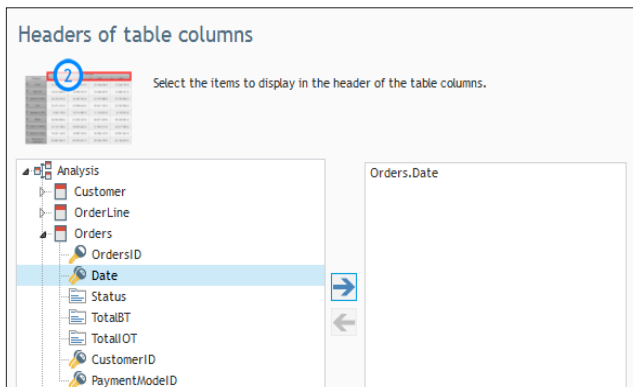 Headers of table columns
2
Select the items to display in the header of the table columns.
Analysis
Customer
OrderLine
Orders
OrdersID
Date
Status
TotalBT
TotalIOT
CustomerID
PaymentModeID
Orders.Date